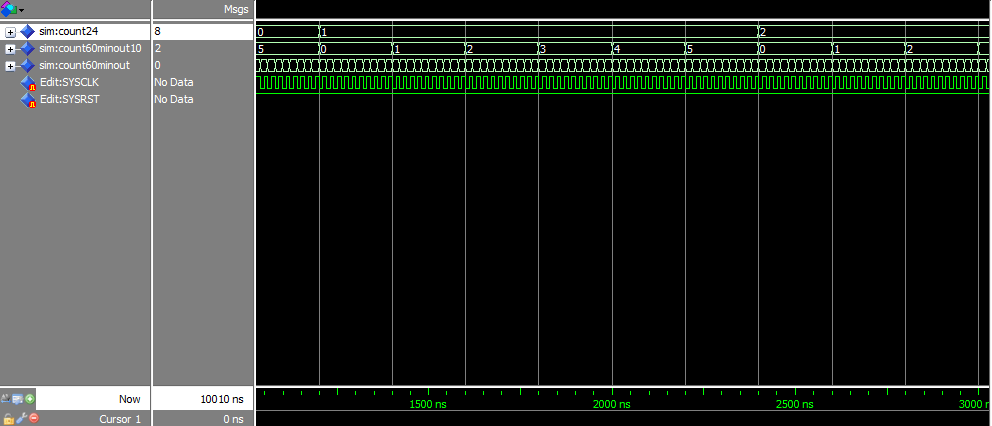 Msgs
sim:count24 8 0 1 2
sim:count60minout10 2 5 0 1 2 3 4 5 0 1 2
sim:count60minout 0
Edit:SYSCLK No Data
Edit:SYSRST No Data
Now 10010 ns 1500 ns 2000 ns 2500 ns 3000 n
Cursor 1 0 ns